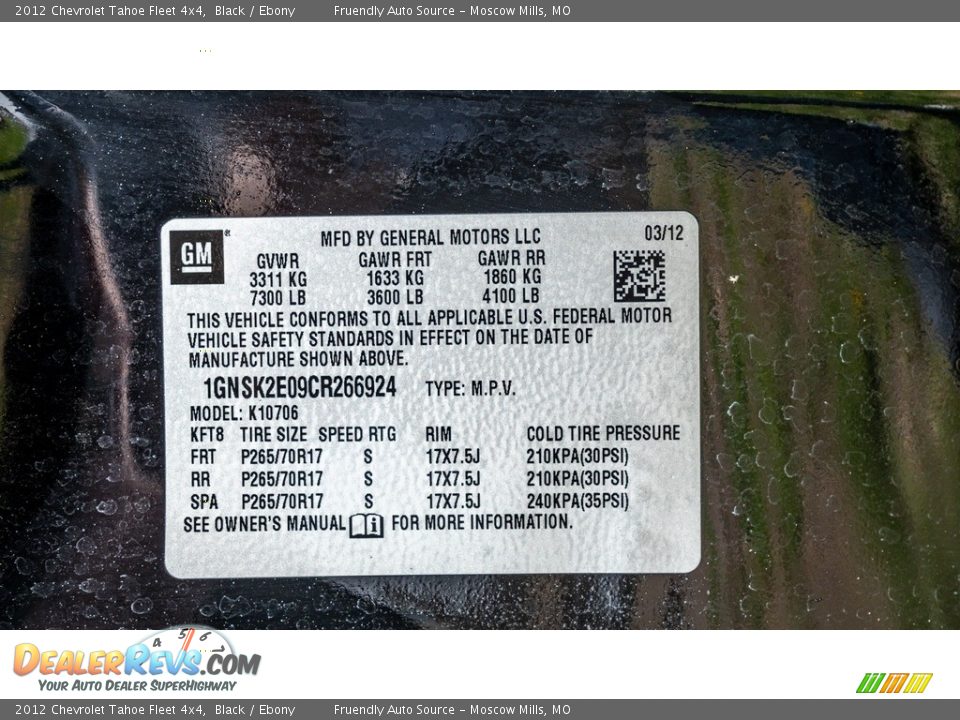 2012 Chevrolet Tahoe Fleet 4x4, Black / Ebony Fruendly Auto Source - Moscow Mills, MO
GM MFD BY GENERAL MOTORS LLC 03/12
GVWR GAWR FRT GAWR RR
3311 KG 1633 KG 1860 KG
7300 LB 3600 LB 4100 LB
THIS VEHICLE CONFORMS TO ALL APPLICABLE U.S. FEDERAL MOTOR
VEHICLE SAFETY STANDARDS IN EFFECT ON THE DATE OF
MANUFACTURE SHOWN ABOVE.
1GNSK2E09CR266924 TYPE: M.P.V.
MODEL: K10706
KFT8 TIRE SIZE SPEED RTG RIM COLD TIRE PRESSURE
FRT P265/70R17 S 17X7.5J 210KPA(30PSI)
RR P265/70R17 S 17X7.5J 210KPA(30PSI)
SPA P265/70R17 S 17X7.5J 240KPA(35PSI)
SEE OWNER'S MANUAL FOR MORE INFORMATION.
4 5 6 7
DEALERREVS.COM
YOUR AUTO DEALER SUPERHIGHWAY
2012 Chevrolet Tahoe Fleet 4x4, Black / Ebony Fruendly Auto Source - Moscow Mills, MO